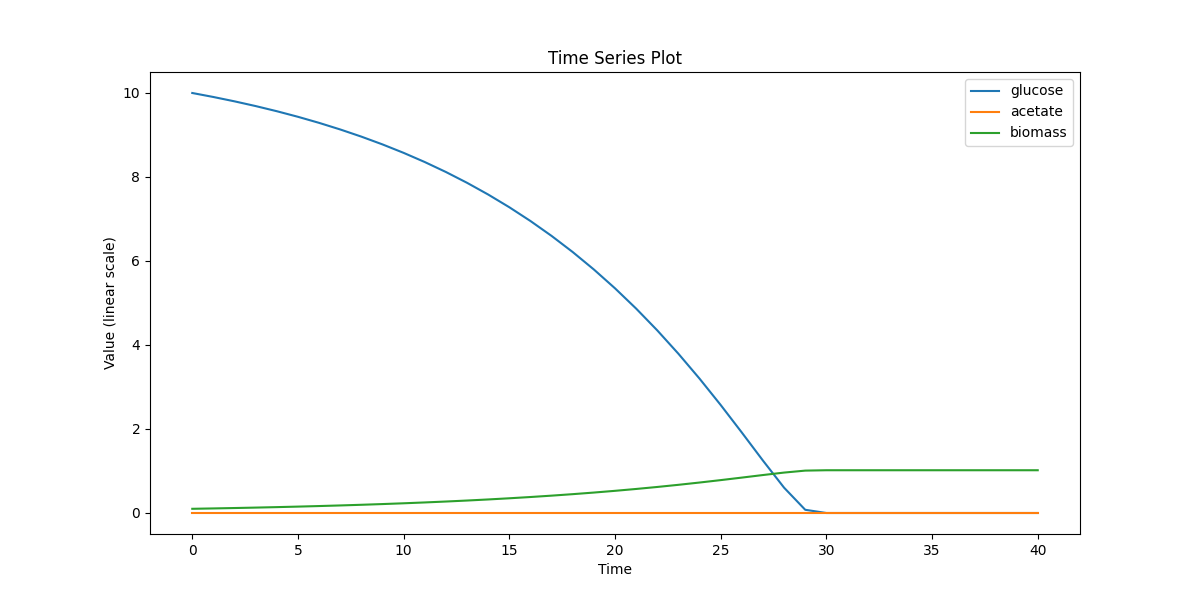 Time Series Plot
glucose
acetate
biomass
Value (linear scale)
10
8
6
4
2
0
0 5 10 15 20 25 30 35 40
Time